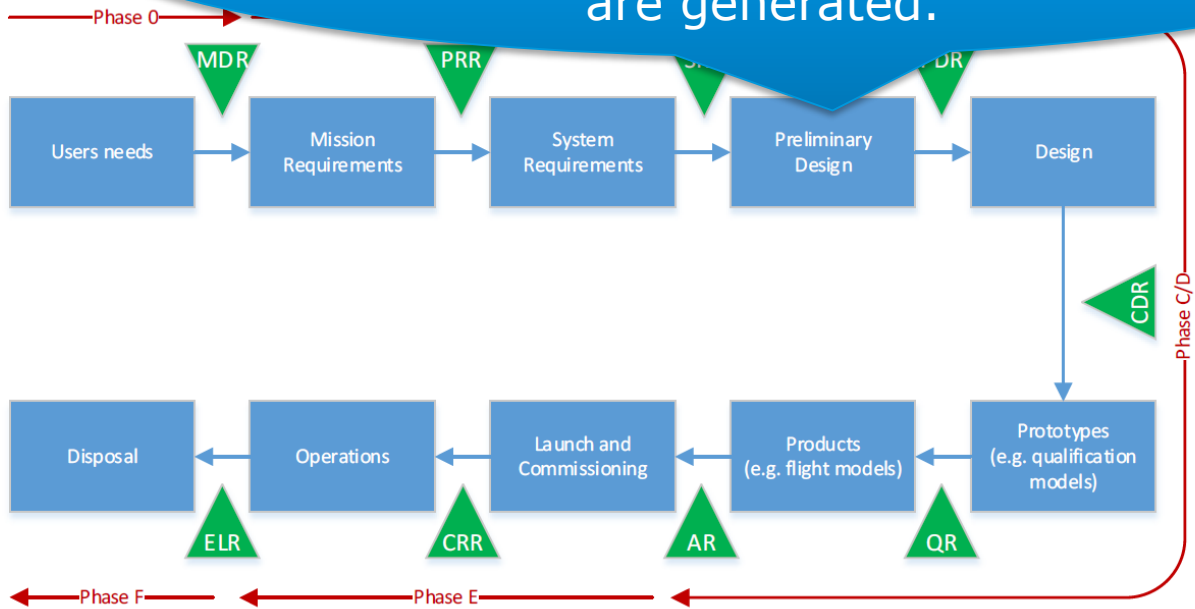 are generated.
Phase 0
MDR
PRR
Users needs
Mission
Requirements
System
Requirements
Preliminary
Design
Design
CDR
Phase C/D
Disposal
Operations
Launch and
Commissioning
Products
(e.g. flight models)
Prototypes
(e.g. qualification
models)
ELR
CRR
AR
QR
Phase F
Phase E